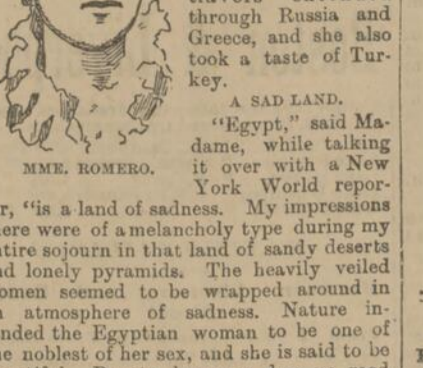 through Russia and
Greece, and she also
took a taste of Tur-
key.
A SAD LAND.
"Egypt," said Ma-
dame, while talking
it over with a New
York World repor-
MME. ROMERO.
r, "is a land of sadness. My impressions
ere were of a melancholy type during my
tire sojourn in that land of sandy deserts
d lonely pyramids. The heavily veiled
omen seemed to be wrapped around in
atmosphere of sadness. Nature in-
nded the Egyptian woman to be one of
e noblest of her sex, and she is said to be